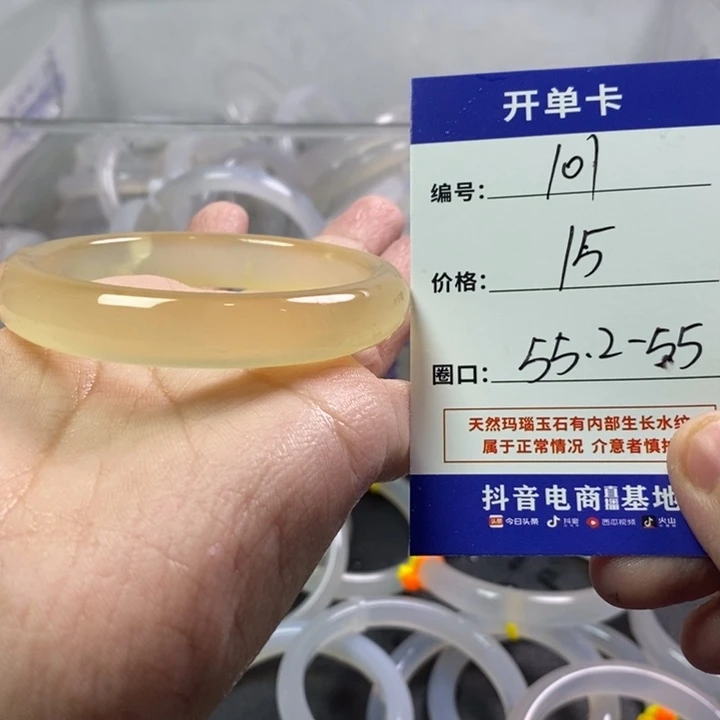 开单卡
编号: 101
价格: 15
圈口: 55.2-55
天然玛瑙玉石有内部生长水纹
属于正常情况 介意者慎拍
抖音电商直播基地
头条 今日头条 抖音 西瓜视频 火山